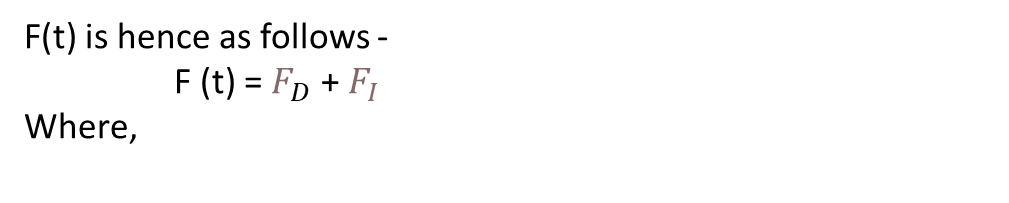 F(t) is hence as follows -
F (t) = F_D + F_I
Where,